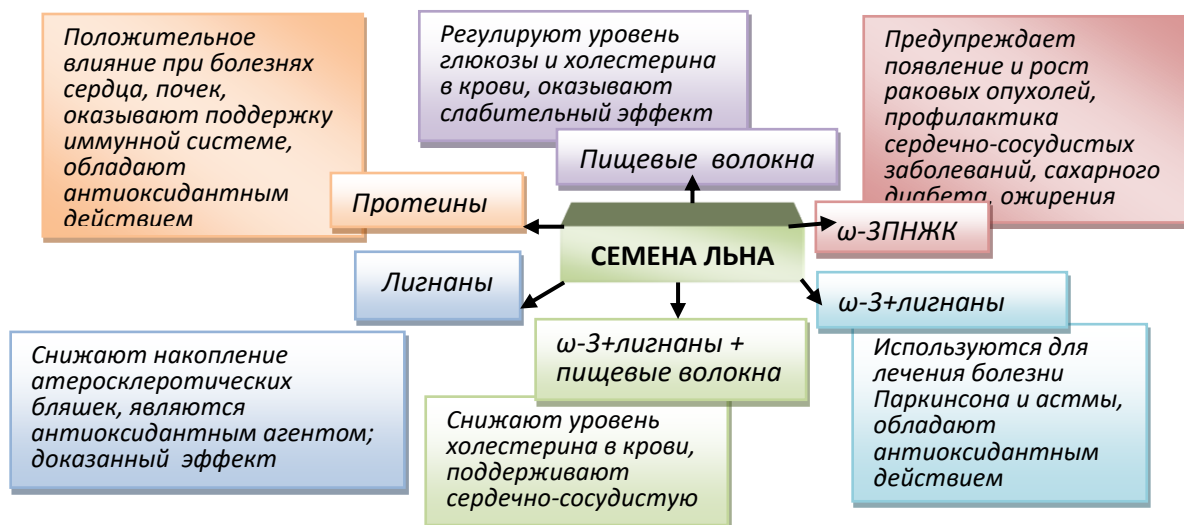 Положительное
влияние при болезнях
сердца, почек,
оказывают поддержку
иммунной системе,
обладают
антиоксидантным
действием
Протеины
Регулируют уровень
глюкозы и холестерина
в крови, оказывают
слабительный эффект
Пищевые волокна
Предупреждает
появление и рост
раковых опухолей,
профилактика
сердечно-сосудистых
заболеваний, сахарного
диабета, ожирения
ω-3ПНЖК
СЕМЕНА ЛЬНА
Лигнаны
Снижают накопление
атеросклеротических
бляшек, являются
антиоксидантным агентом;
доказанный эффект
ω-3+лигнаны +
пищевые волокна
Снижают уровень
холестерина в крови,
поддерживают
сердечно-сосудистую
ω-3+лигнаны
Используются для
лечения болезни
Паркинсона и астмы,
обладают
антиоксидантным
действием